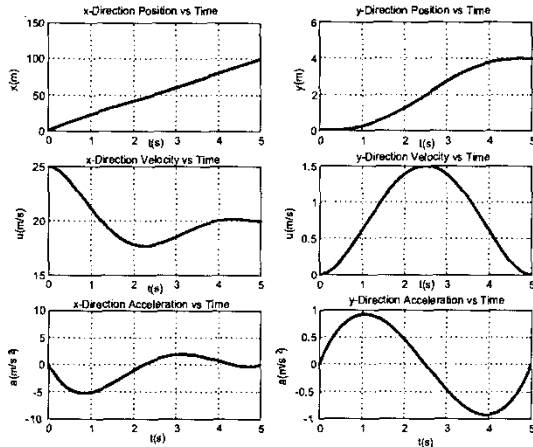 x-Direction Position vs Time
150
100
50
0
x(m)
0 1 2 3 4 5
t(s)
y-Direction Position vs Time
6
4
2
0
y(m)
0 1 2 3 4 5
t(s)
x-Direction Velocity vs Time
25
20
15
u(m/s)
0 1 2 3 4 5
t(s)
y-Direction Velocity vs Time
1.5
1
0.5
0
u(m/s)
0 1 2 3 4 5
t(s)
x-Direction Acceleration vs Time
10
5
0
-5
-10
a(m/s²)
0 1 2 3 4 5
t(s)
y-Direction Acceleration vs Time
1
0.5
0
-0.5
-1
a(m/s²)
0 1 2 3 4 5
t(s)